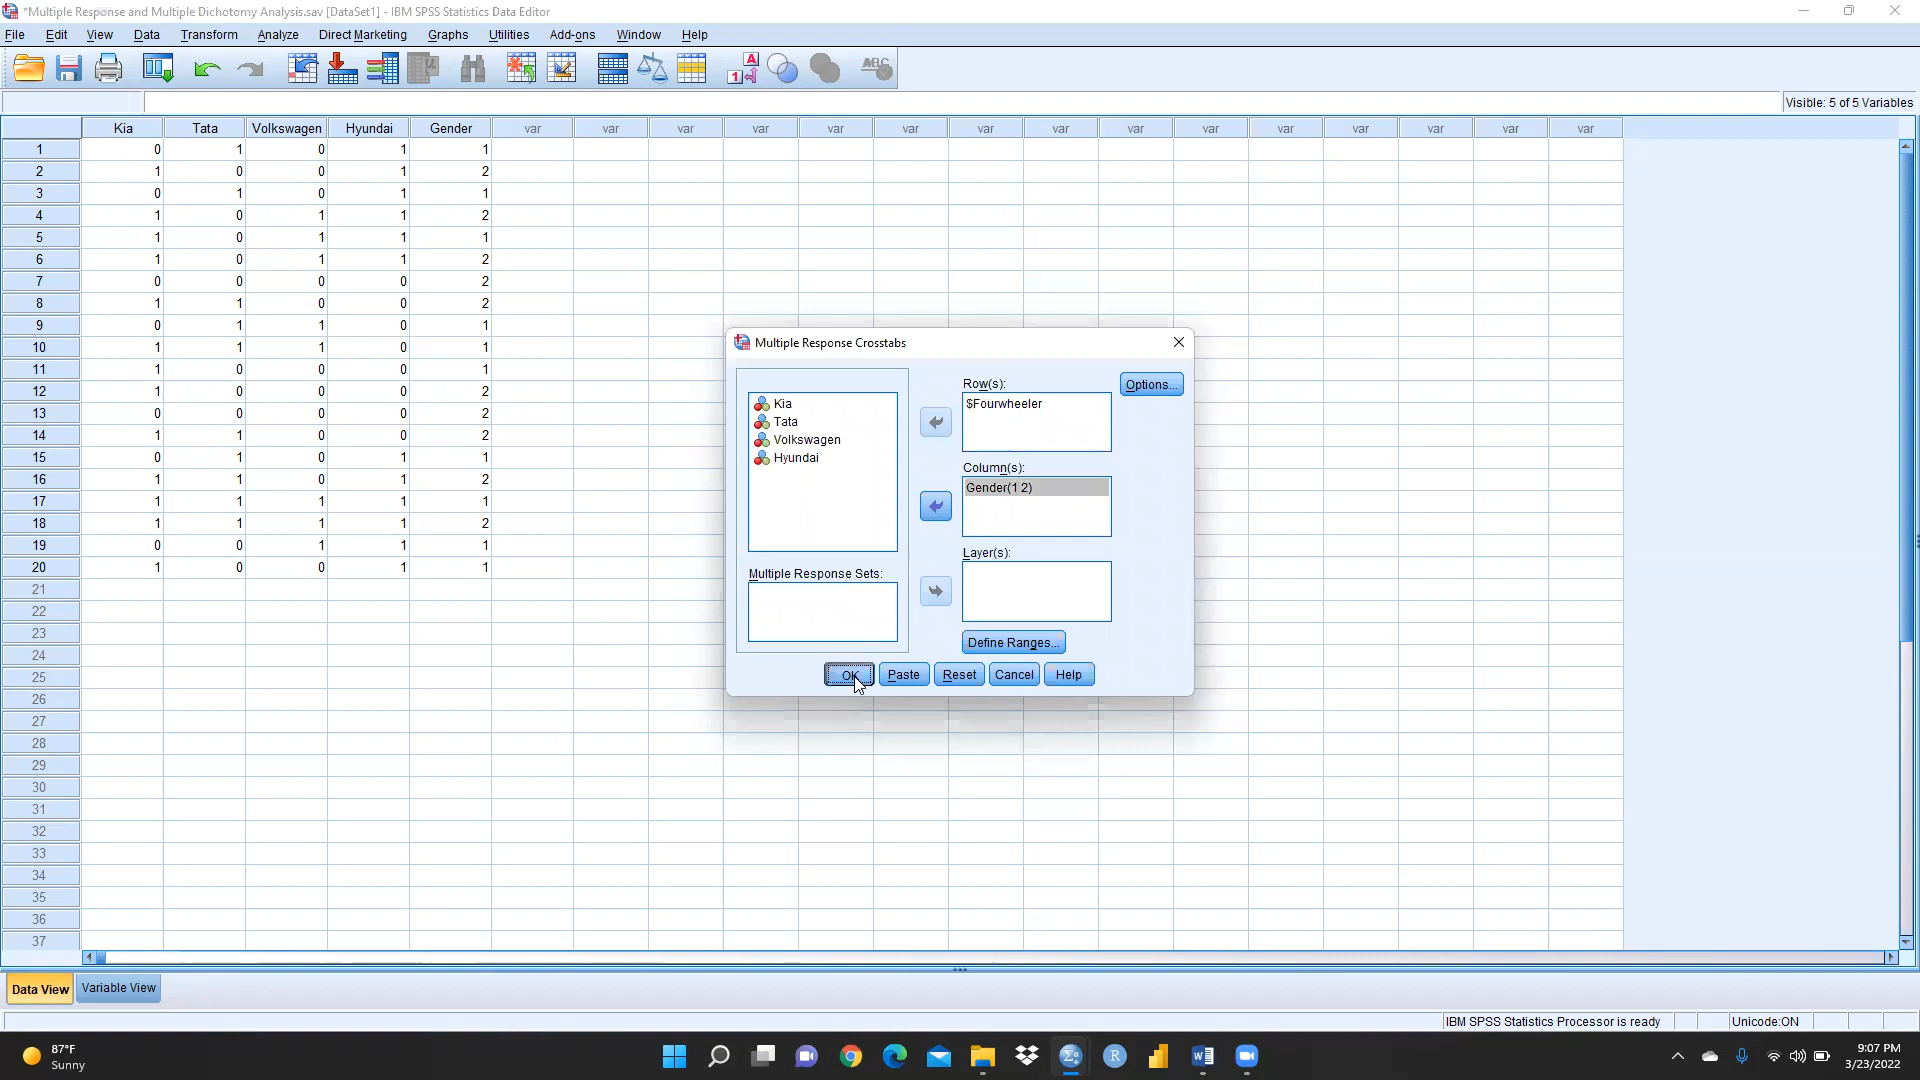 *Multiple Response and Multiple Dichotomy Analysis.sav [DataSet1] - IBM SPSS Statistics Data Editor
File Edit View Data Transform Analyze Direct Marketing Graphs Utilities Add-ons Window Help
Visible: 5 of 5 Variables
Kia Tata Volkswagen Hyundai Gender var var var var var var var var var var var var var var var
1 0 1 0 1 1
2 1 0 0 1 2
3 0 1 0 1 1
4 1 0 1 1 2
5 1 0 1 1 1
6 1 0 1 1 2
7 0 0 0 0 2
8 1 1 0 0 2
9 0 1 1 0 1
10 1 1 1 0 1
11 1 0 0 0 1
12 1 0 0 0 2
13 0 0 0 0 2
14 1 1 0 0 2
15 0 1 0 1 1
16 1 1 0 1 2
17 1 1 1 1 1
18 1 1 1 1 2
19 0 0 1 1 1
20 1 0 0 1 1
21
22
23
24
25
26
27
28
29
30
31
32
33
34
35
36
37
Multiple Response Crosstabs
Kia
Tata
Volkswagen
Hyundai
Multiple Response Sets:
Row(s):
$Fourwheeler
Options...
Column(s):
Gender(1 2)
Layer(s):
Define Ranges...
OK Paste Reset Cancel Help
Data View Variable View
IBM SPSS Statistics Processor is ready Unicode:ON
87°F
Sunny
9:07 PM
3/23/2022